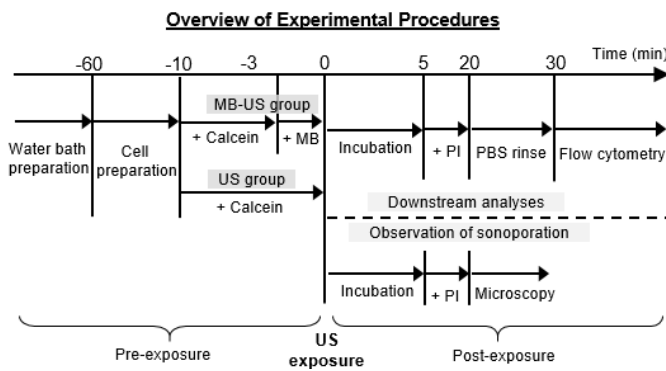 Overview of Experimental Procedures
Time (min)
-60 -10 -3 0 5 20 30
MB-US group
+ Calcein + MB
Water bath preparation
Cell preparation
Incubation + PI PBS rinse Flow cytometry
US group
+ Calcein
Downstream analyses
Observation of sonoporation
Incubation + PI Microscopy
Pre-exposure
US exposure
Post-exposure